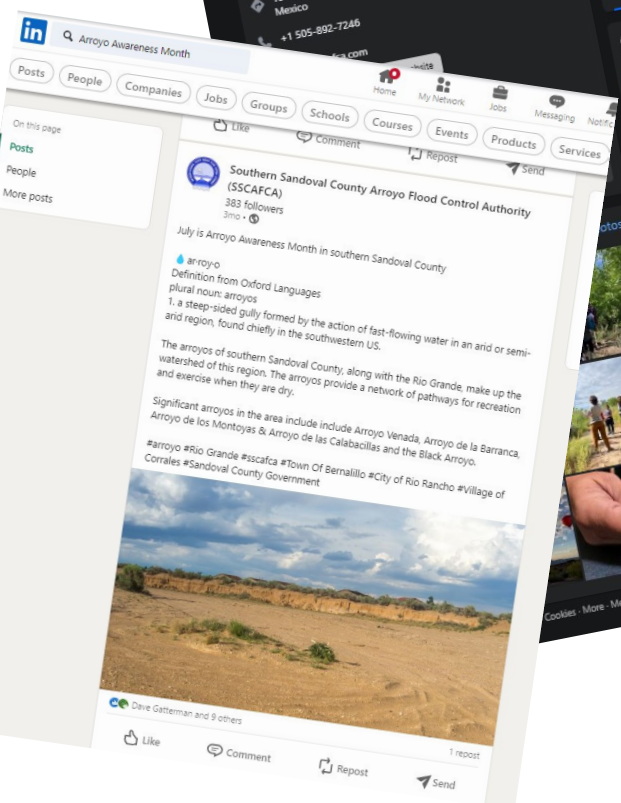 Mexico
+1 505-892-7246
in
Arroyo Awareness Month
Home
My Network
Jobs
Messaging
Posts
People
Companies
Jobs
Groups
Schools
Courses
Events
Products
Services
On this page
Posts
People
More posts
Like
Comment
Repost
Send
Southern Sandoval County Arroyo Flood Control Authority
(SSCAFCA)
383 followers
3mo •
July is Arroyo Awareness Month in southern Sandoval County
💧 ar·roy·o
Definition from Oxford Languages
plural noun: arroyos
1. a steep-sided gully formed by the action of fast-flowing water in an arid or semi-
arid region, found chiefly in the southwestern US.
The arroyos of southern Sandoval County, along with the Rio Grande, make up the
watershed of this region. The arroyos provide a network of pathways for recreation
and exercise when they are dry.
Significant arroyos in the area include include Arroyo Venada, Arroyo de la Barranca,
Arroyo de los Montoyas & Arroyo de las Calabacillas and the Black Arroyo.
#arroyo #Rio Grande #sscafca #Town Of Bernalillo #City of Rio Rancho #Village of
Corrales #Sandoval County Government
Dave Gatterman and 9 others
1 repost
Like
Comment
Repost
Send
Cookies · More ·